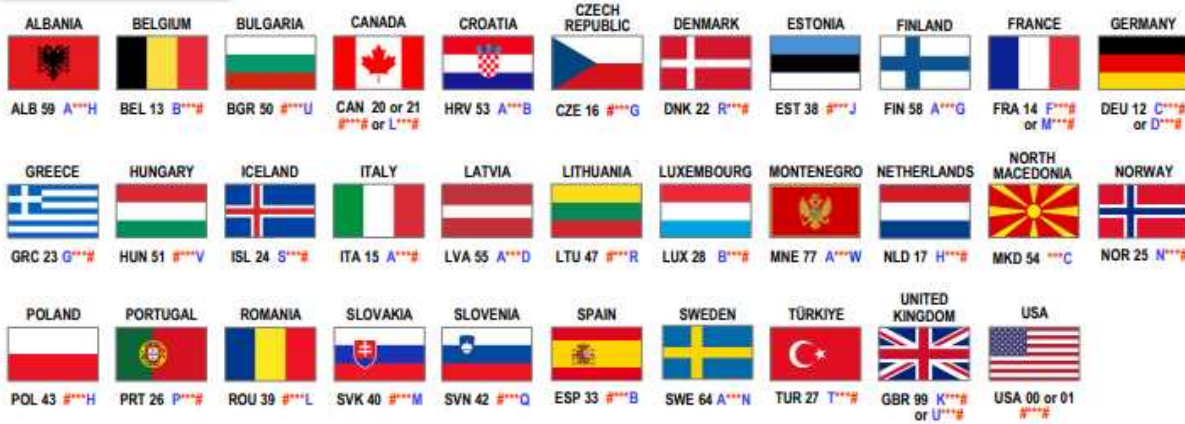 ALBANIA BELGIUM BULGARIA CANADA CROATIA CZECH REPUBLIC DENMARK ESTONIA FINLAND FRANCE GERMANY
ALB 59 A***H BEL 13 B***# BGR 50 #***U CAN 20 or 21 #***# or L***# HRV 53 A***B CZE 16 #***G DNK 22 R***# EST 38 #***J FIN 58 A***G FRA 14 F***# or M***# DEU 12 C***# or D***#
GREECE HUNGARY ICELAND ITALY LATVIA LITHUANIA LUXEMBOURG MONTENEGRO NETHERLANDS NORTH MACEDONIA NORWAY
GRC 23 G***# HUN 51 #***V ISL 24 S***# ITA 15 A***# LVA 55 A***D LTU 47 #***R LUX 28 B***# MNE 77 A***W NLD 17 H***# MKD 54 ***C NOR 25 N***#
POLAND PORTUGAL ROMANIA SLOVAKIA SLOVENIA SPAIN SWEDEN TÜRKIYE UNITED KINGDOM USA
POL 43 #***H PRT 26 P***# ROU 39 #***L SVK 40 #***M SVN 42 #***Q ESP 33 #***B SWE 64 A***N TUR 27 T***# GBR 99 K***# or U***# USA 00 or 01 #***#